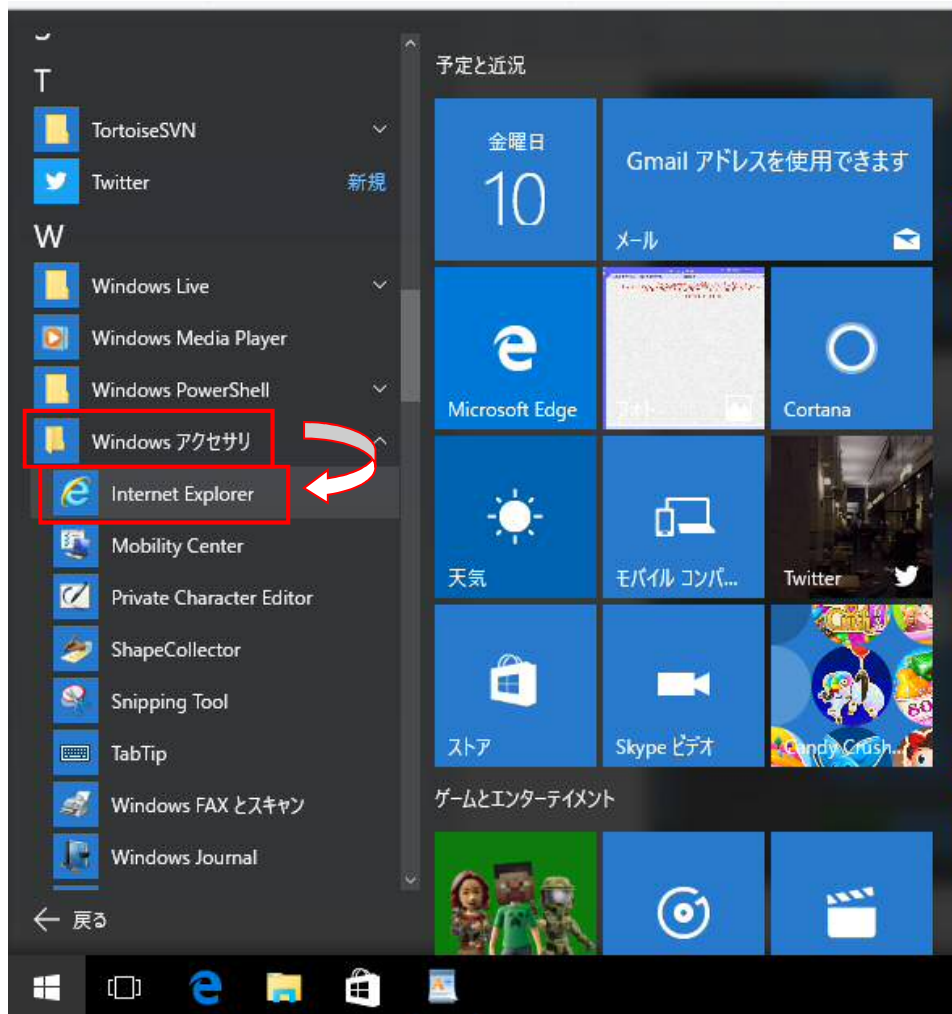 T
TortoiseSVN
Twitter 新規
W
Windows Live
Windows Media Player
Windows PowerShell
Windows アクセサリ
Internet Explorer
Mobility Center
Private Character Editor
ShapeCollector
Snipping Tool
TabTip
Windows FAX とスキャン
Windows Journal
戻る
予定と近況
金曜日
10
Gmail アドレスを使用できます
メール
Microsoft Edge
フォト
Cortana
天気
モバイル コンパ...
Twitter
ストア
Skype ビデオ
Candy Crush...
ゲームとエンターテイメント